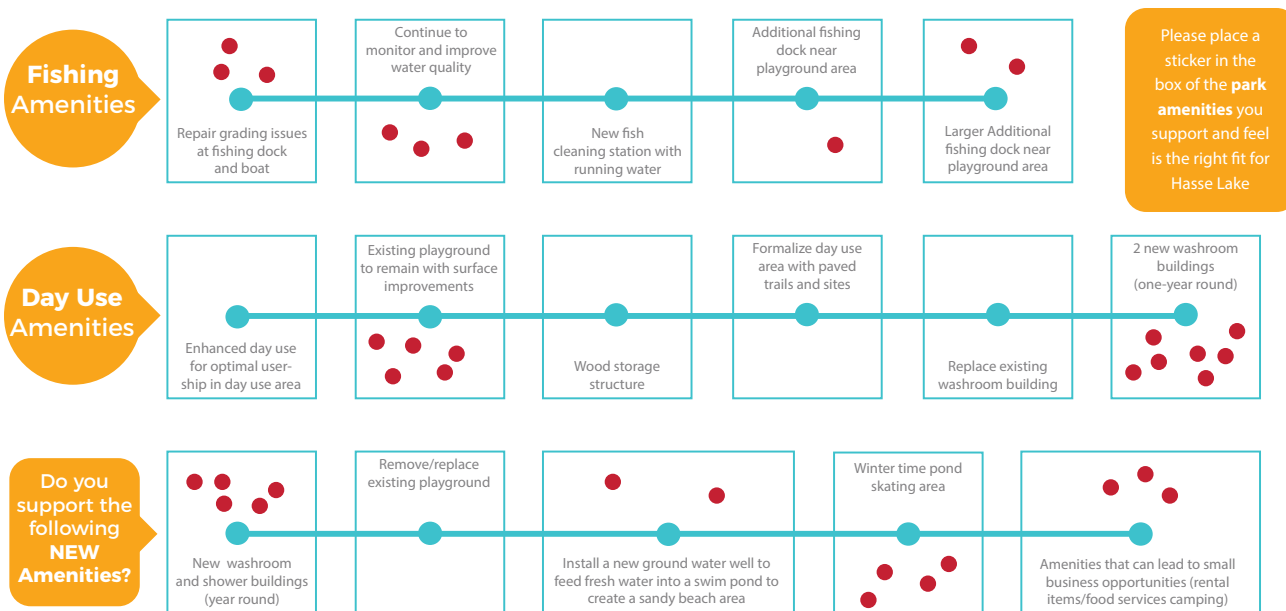 Fishing
Amenities
Repair grading issues
at fishing dock
and boat
Continue to
monitor and improve
water quality
New fish
cleaning station with
running water
Additional fishing
dock near
playground area
Larger Additional
fishing dock near
playground area
Please place a
sticker in the
box of the park
amenities you
support and feel
is the right fit for
Hasse Lake
Day Use
Amenities
Enhanced day use
for optimal user-
ship in day use area
Existing playground
to remain with surface
improvements
Wood storage
structure
Formalize day use
area with paved
trails and sites
Replace existing
washroom building
2 new washroom
buildings
(one-year round)
Do you
support the
following
NEW
Amenities?
New washroom
and shower buildings
(year round)
Remove/replace
existing playground
Install a new ground water well to
feed fresh water into a swim pond to
create a sandy beach area
Winter time pond
skating area
Amenities that can lead to small
business opportunities (rental
items/food services camping)